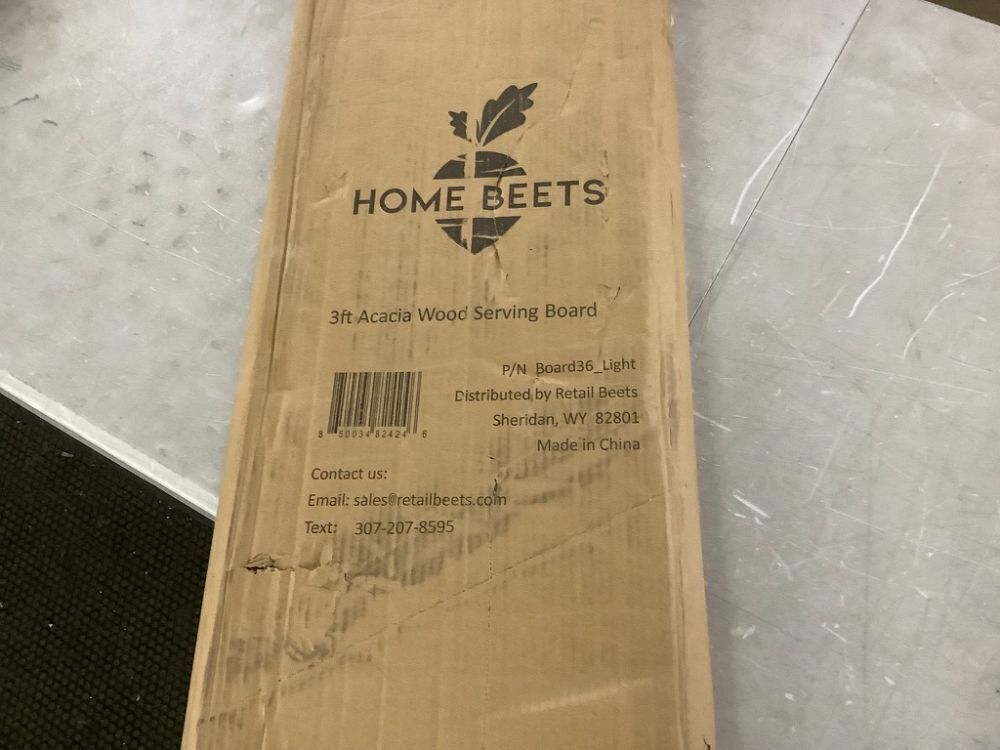 HOME BEETS
3ft Acacia Wood Serving Board
P/N Board36_Light
Distributed by Retail Beets
Sheridan, WY 82801
Made in China
8 50034 82424 6
Contact us:
Email: sales@retailbeets.com
Text: 307-207-8595